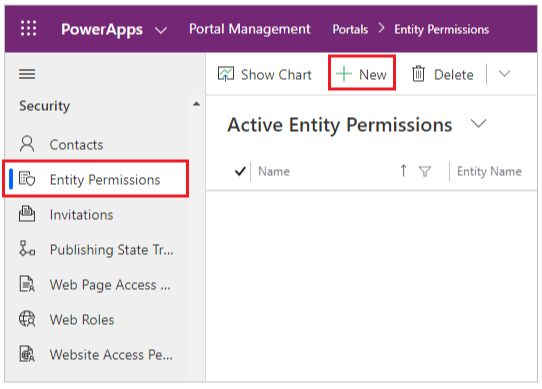 PowerApps Portal Management Portals > Entity Permissions
Show Chart + New Delete
Security
Active Entity Permissions
Contacts
Name Entity Name
Entity Permissions
Invitations
Publishing State Tr...
Web Page Access ...
Web Roles
Website Access Pe...